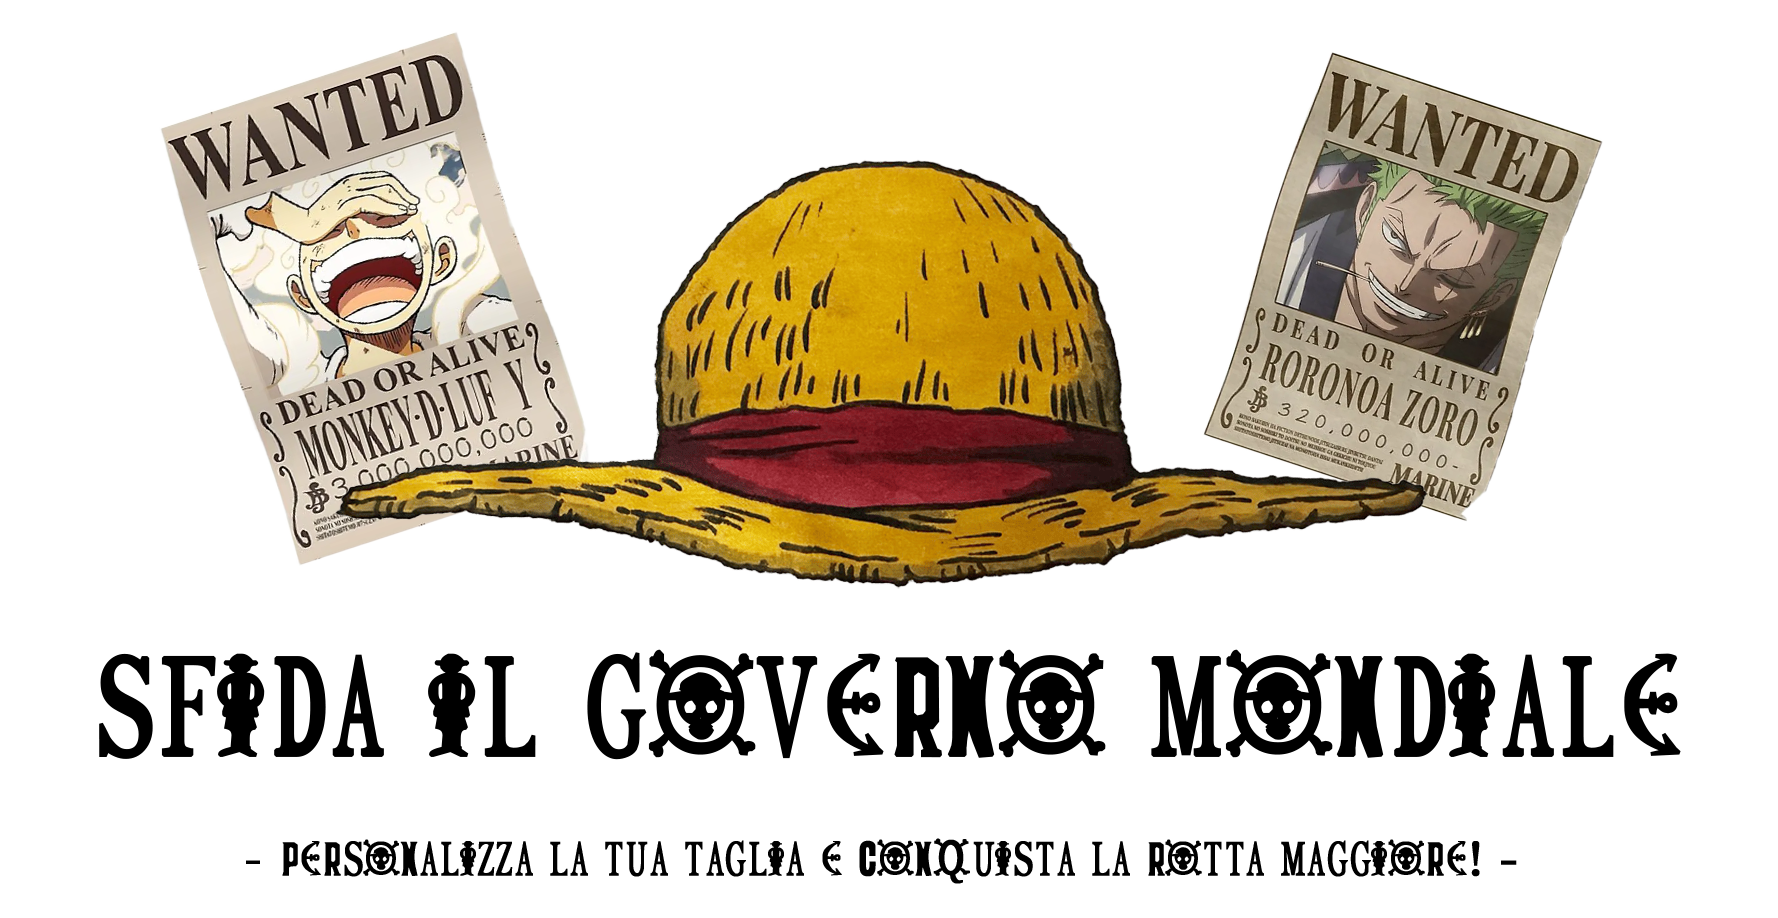 WANTED
DEAD OR ALIVE
MONKEY·D·LUF Y
3,000,000,000
MARINE
WANTED
DEAD OR ALIVE
RORONOA ZORO
320,000,000-
MARINE
SFIDA IL GOVERNO MONDIALE
- PERSONALIZZA LA TUA TAGLIA E CONQUISTA LA ROTTA MAGGIORE! -